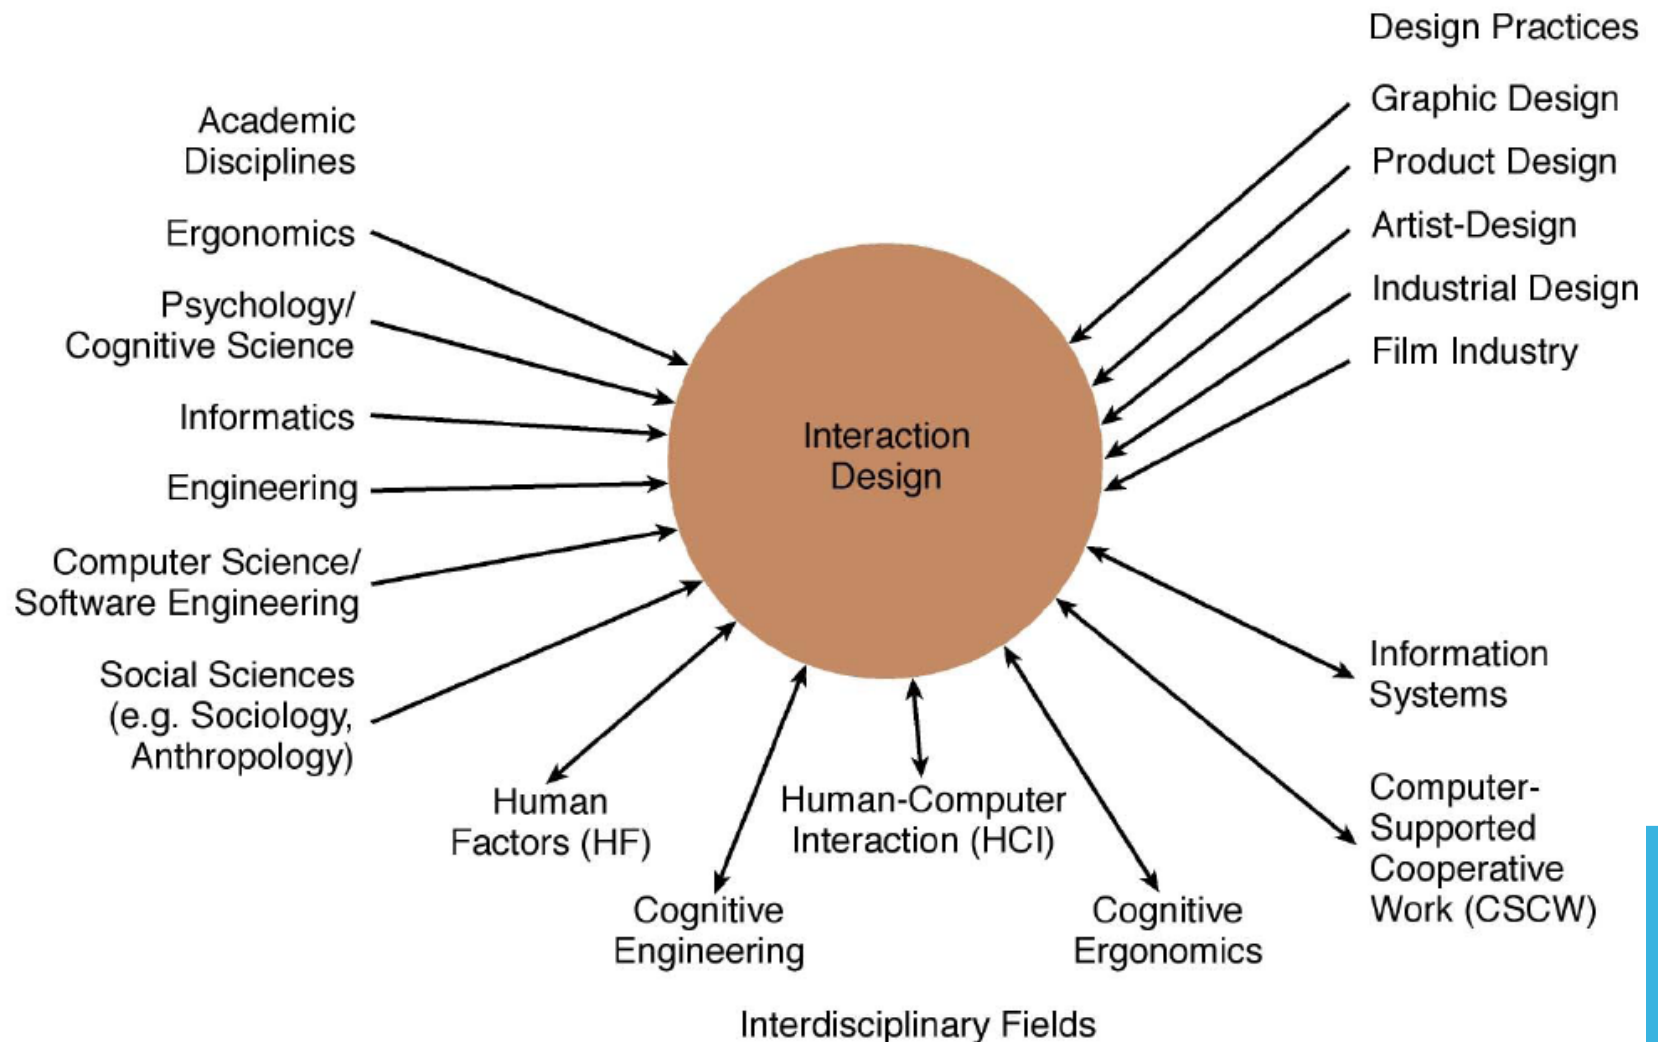 Design Practices
Graphic Design
Product Design
Artist-Design
Industrial Design
Film Industry
Academic
Disciplines
Ergonomics
Psychology/
Cognitive Science
Informatics
Engineering
Computer Science/
Software Engineering
Social Sciences
(e.g. Sociology,
Anthropology)
Interaction
Design
Human
Factors (HF)
Cognitive
Engineering
Human-Computer
Interaction (HCI)
Cognitive
Ergonomics
Information
Systems
Computer-
Supported
Cooperative
Work (CSCW)
Interdisciplinary Fields